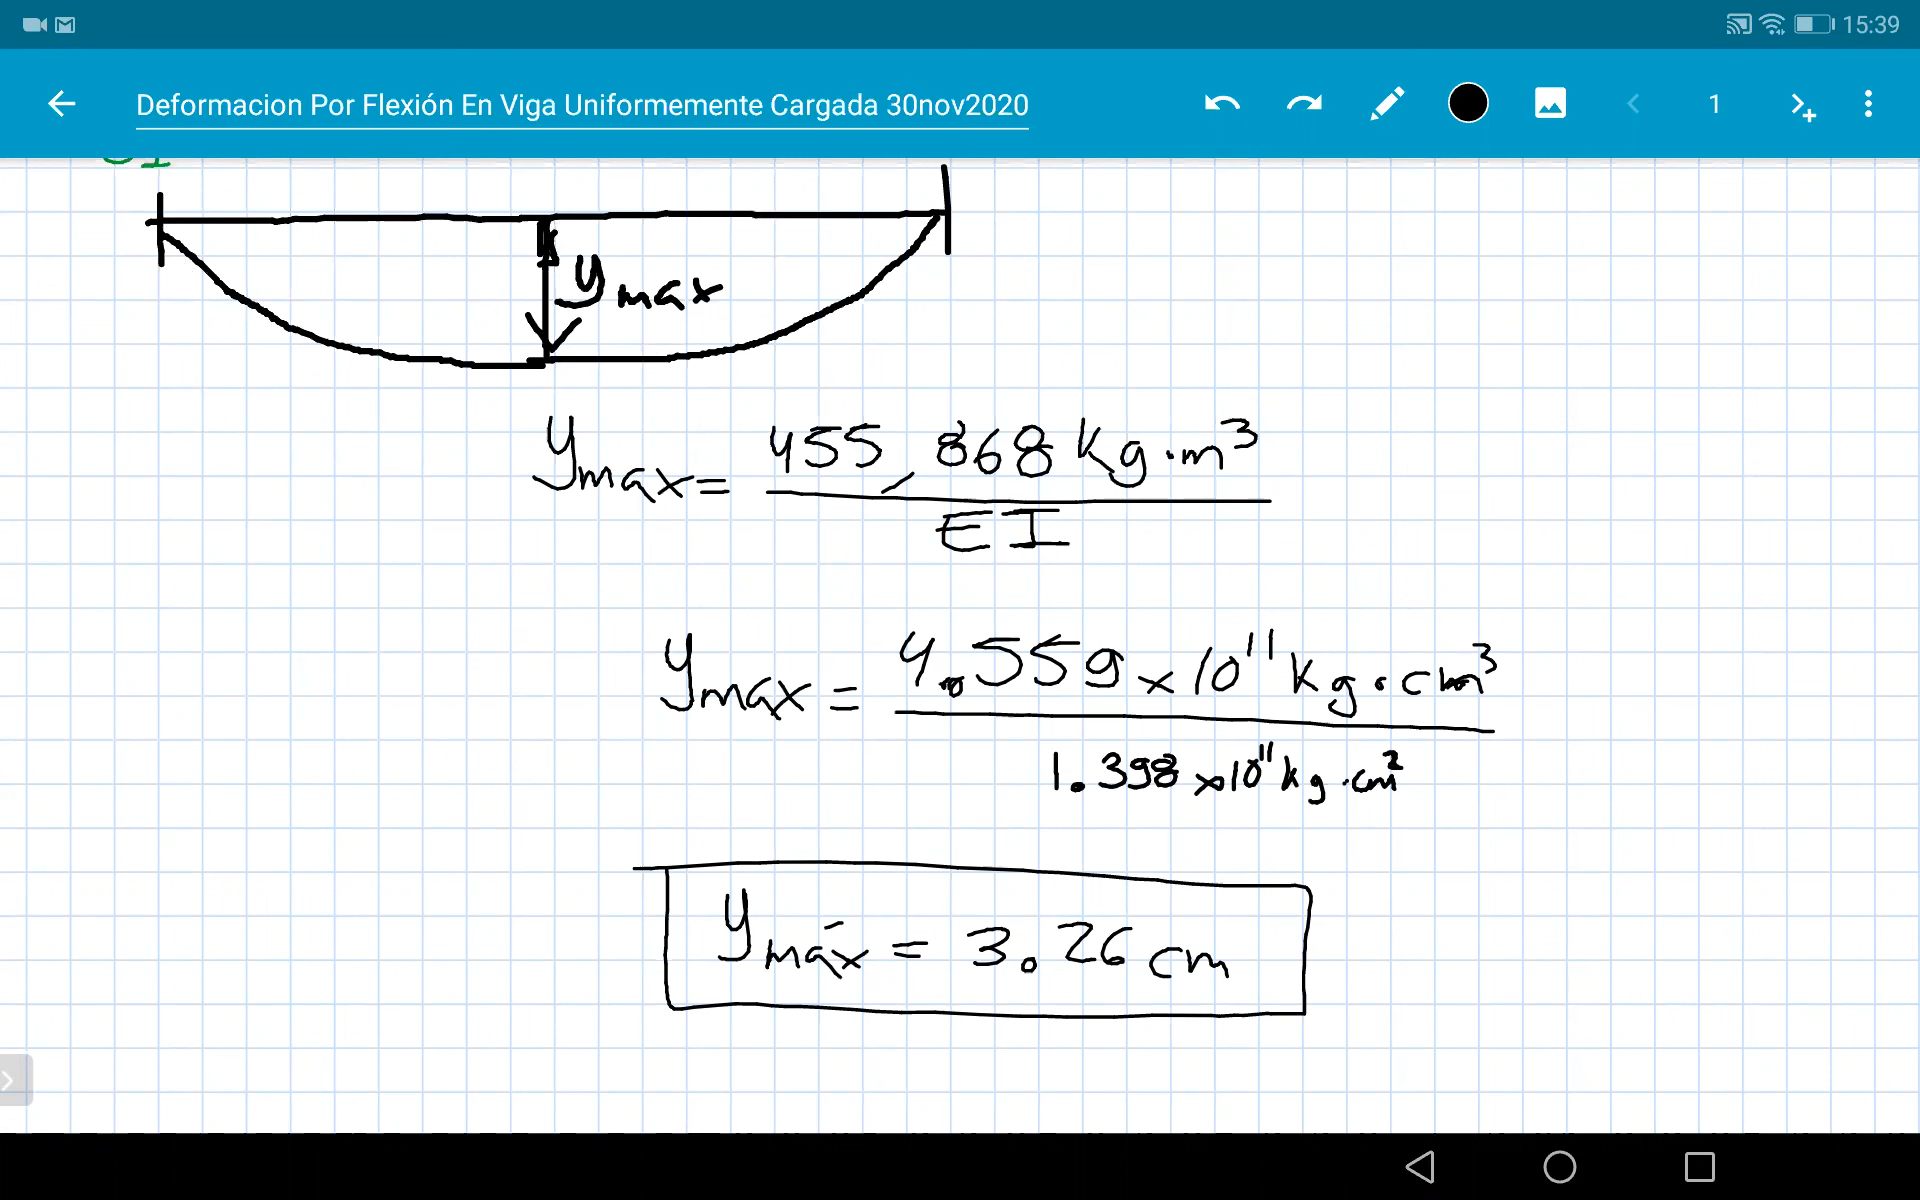 15:39
Deformacion Por Flexión En Viga Uniformemente Cargada 30nov2020
1
ymax
ymax = 455,868 kg·m³
EI
ymax = 4.559 x 10¹¹ kg·cm³
1.398 x10¹¹ kg·cm²
ymáx = 3.26 cm